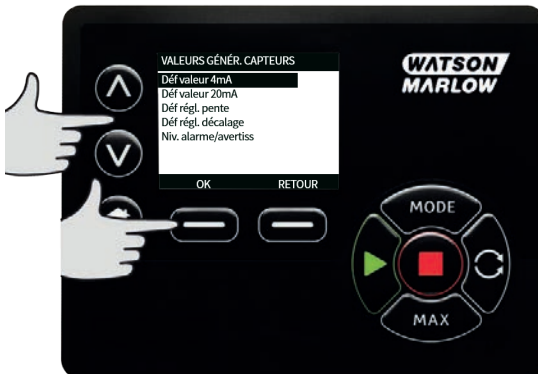 VALEURS GÉNÉR. CAPTEURS
Déf valeur 4mA
Déf valeur 20mA
Déf régl. pente
Déf régl. décalage
Niv. alarme/avertiss
OK RETOUR
WATSON
MARLOW
MODE
MAX